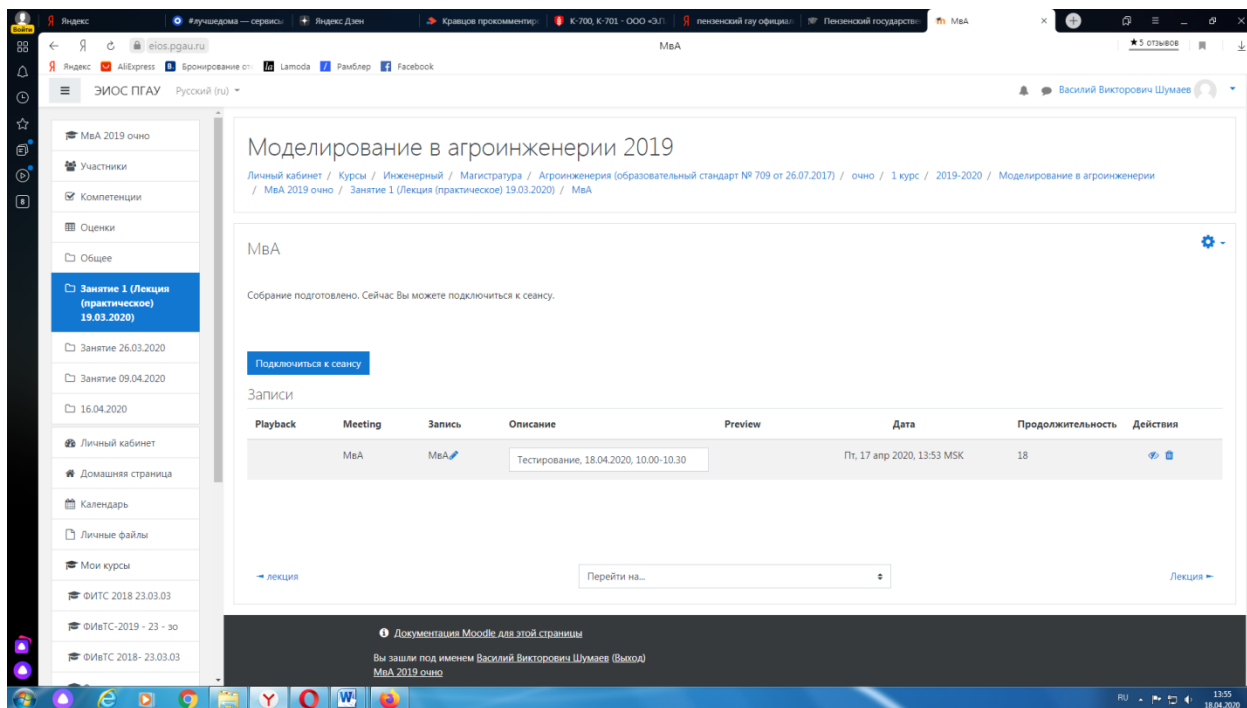 Яндекс
#лучшедома — сервисы
Яндекс Дзен
Кравцов прокомментир
К-700, К-701 - ООО «ЭЛ
пензенский гау официал
Пензенский государстве
МвА
Войти
eios.pgau.ru
МвА
★ 5 отзывов
Яндекс
AliExpress
Бронирование от
Lamoda
Рамблер
Facebook
ЭИОС ПГАУ
Русский (ru)
Василий Викторович Шумаев
МвА 2019 очно
Участники
Компетенции
Оценки
Общее
Занятие 1 (Лекция
(практическое)
19.03.2020)
Занятие 26.03.2020
Занятие 09.04.2020
16.04.2020
Личный кабинет
Домашняя страница
Календарь
Личные файлы
Мои курсы
ФИТС 2018 23.03.03
ФИвТС-2019 - 23 - зо
ФИвТС 2018- 23.03.03
Моделирование в агроинженерии 2019
Личный кабинет / Курсы / Инженерный / Магистратура / Агроинженерия (образовательный стандарт № 709 от 26.07.2017) / очно / 1 курс / 2019-2020 / Моделирование в агроинженерии
/ МвА 2019 очно / Занятие 1 (Лекция (практическое) 19.03.2020) / МвА
МвА
Собрание подготовлено. Сейчас Вы можете подключиться к сеансу.
Подключиться к сеансу
Записи
Playback Meeting Запись Описание Preview Дата Продолжительность Действия
МвА МвА Тестирование, 18.04.2020, 10.00-10.30 Пт, 17 апр 2020, 13:53 MSK 18
◄ лекция
Перейти на...
Лекция ►
Документация Moodle для этой страницы
Вы зашли под именем Василий Викторович Шумаев (Выход)
МвА 2019 очно
RU
13:55
18.04.2020